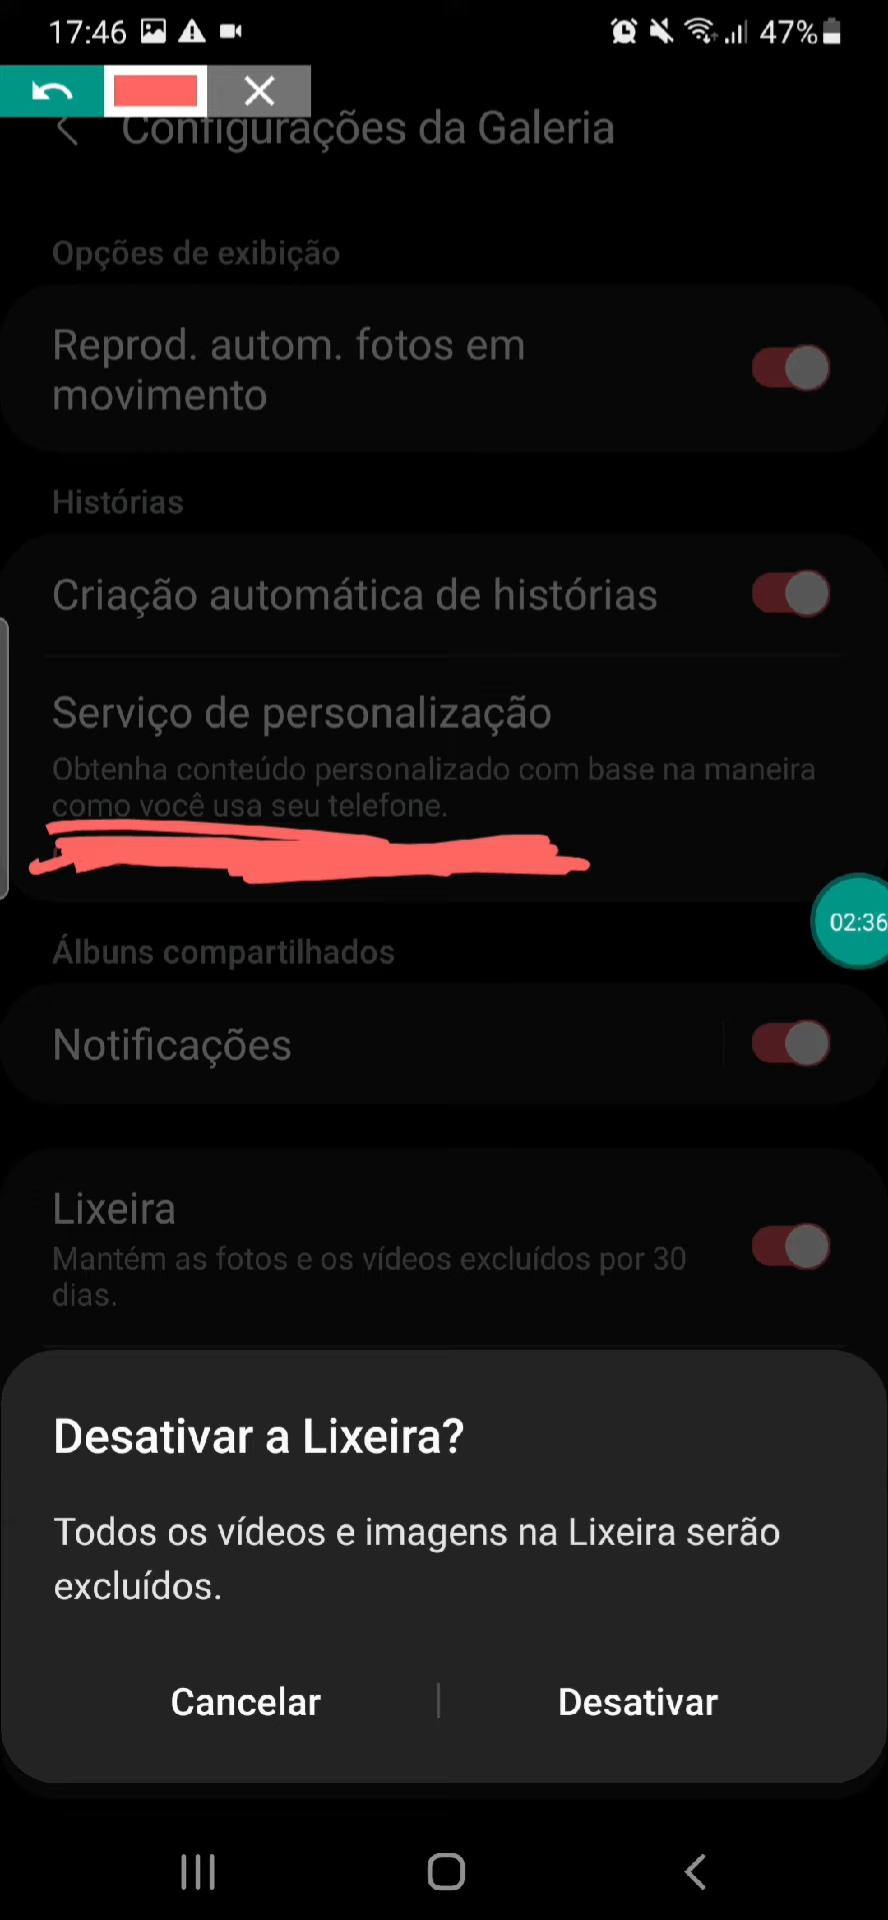 17:46
47%
Configurações da Galeria
Opções de exibição
Reprod. autom. fotos em
movimento
Histórias
Criação automática de histórias
Serviço de personalização
Obtenha conteúdo personalizado com base na maneira
como você usa seu telefone.
02:36
Álbuns compartilhados
Notificações
Lixeira
Mantém as fotos e os vídeos excluídos por 30
dias.
Desativar a Lixeira?
Todos os vídeos e imagens na Lixeira serão
excluídos.
Cancelar
Desativar